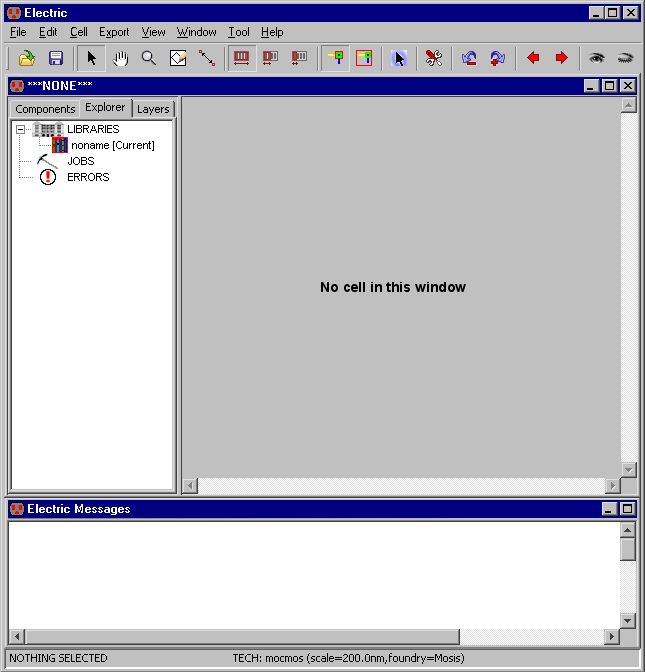 Electric
File Edit Cell Export View Window Tool Help
***NONE***
Components Explorer Layers
LIBRARIES
noname [Current]
JOBS
ERRORS
No cell in this window
Electric Messages
NOTHING SELECTED TECH: mocmos (scale=200.0nm,foundry=Mosis)